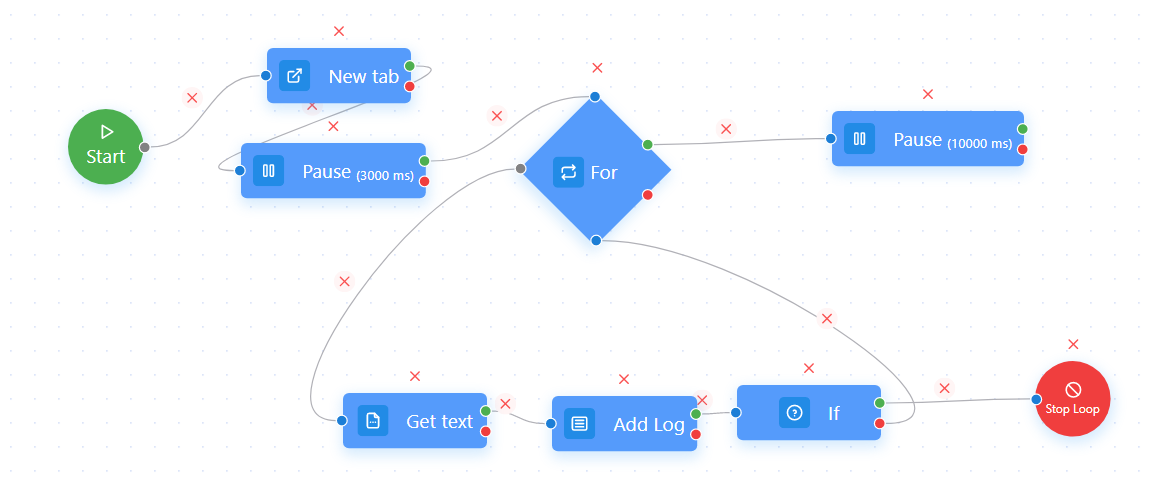 New tab
Start
Pause (3000 ms)
For
Pause (10000 ms)
Get text
Add Log
If
Stop Loop